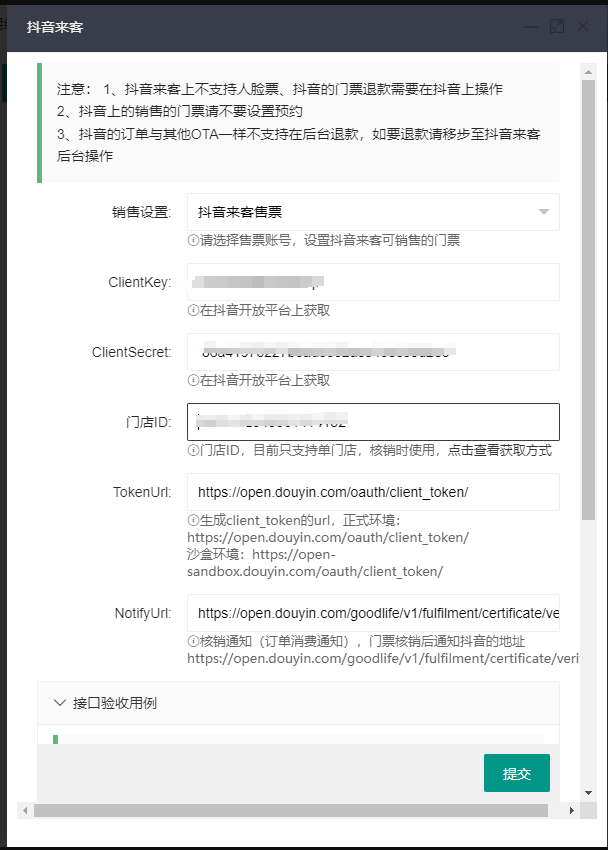 抖音来客
注意： 1、抖音来客上不支持人脸票、抖音的门票退款需要在抖音上操作
2、抖音上的销售的门票请不要设置预约
3、抖音的订单与其他OTA一样不支持在后台退款，如要退款请移步至抖音来客
后台操作
销售设置:
抖音来客售票
请选择售票账号，设置抖音来客可销售的门票
ClientKey:
在抖音开放平台上获取
ClientSecret:
在抖音开放平台上获取
门店ID:
门店ID，目前只支持单门店，核销时使用，点击查看获取方式
TokenUrl:
https://open.douyin.com/oauth/client_token/
生成client_token的url，正式环境：
https://open.douyin.com/oauth/client_token/
沙盒环境：https://open-
sandbox.douyin.com/oauth/client_token/
NotifyUrl:
https://open.douyin.com/goodlife/v1/fulfilment/certificate/ve
核销通知（订单消费通知），门票核销后通知抖音的地址
https://open.douyin.com/goodlife/v1/fulfilment/certificate/veri
接口验收用例
提交